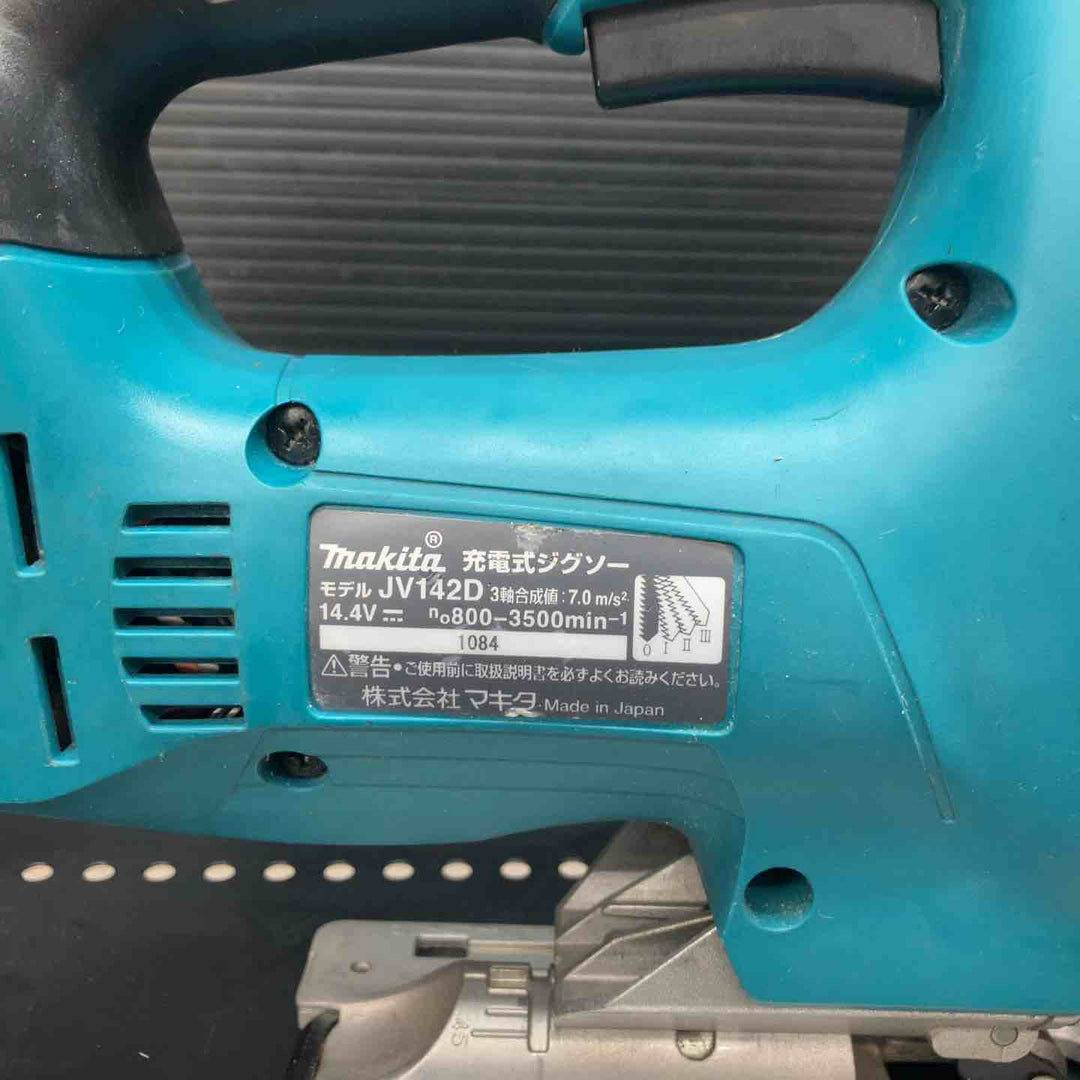 makita® 充電式ジグソー
モデル JV142D 3軸合成値:7.0 m/s²
14.4V⎓ n₀800-3500min⁻¹
1084
0 I II III
⚠警告•ご使用前に取扱説明書を必ずよくお読みください。
株式会社 マキタ Made in Japan
45